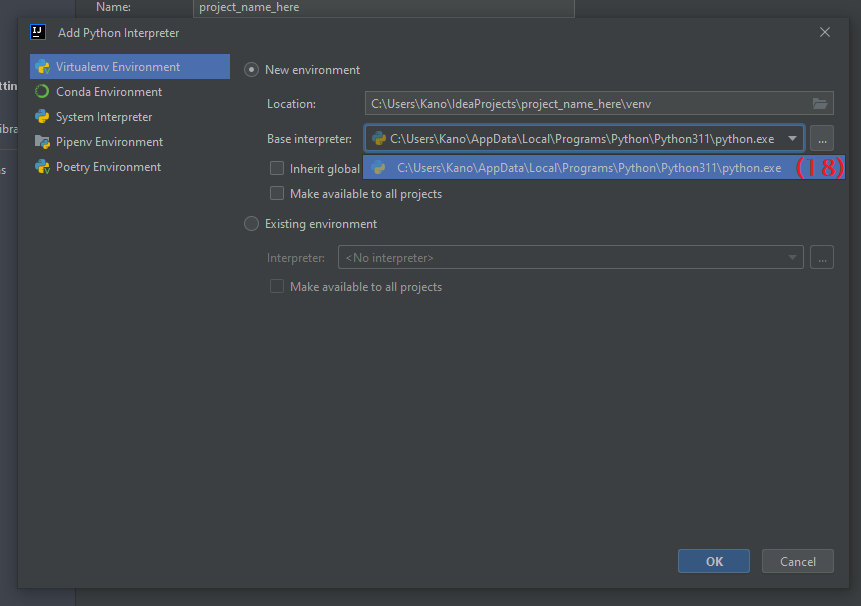 Name: project_name_here
IJ Add Python Interpreter
ttin
Virtualenv Environment
New environment
Conda Environment
Location: C:\Users\Kano\IdeaProjects\project_name_here\venv
System Interpreter
ibra
Base interpreter: C:\Users\Kano\AppData\Local\Programs\Python\Python311\python.exe ...
Pipenv Environment
Inherit global C:\Users\Kano\AppData\Local\Programs\Python\Python311\python.exe (18)
s
Poetry Environment
Make available to all projects
Existing environment
Interpreter: <No interpreter> ...
Make available to all projects
OK Cancel